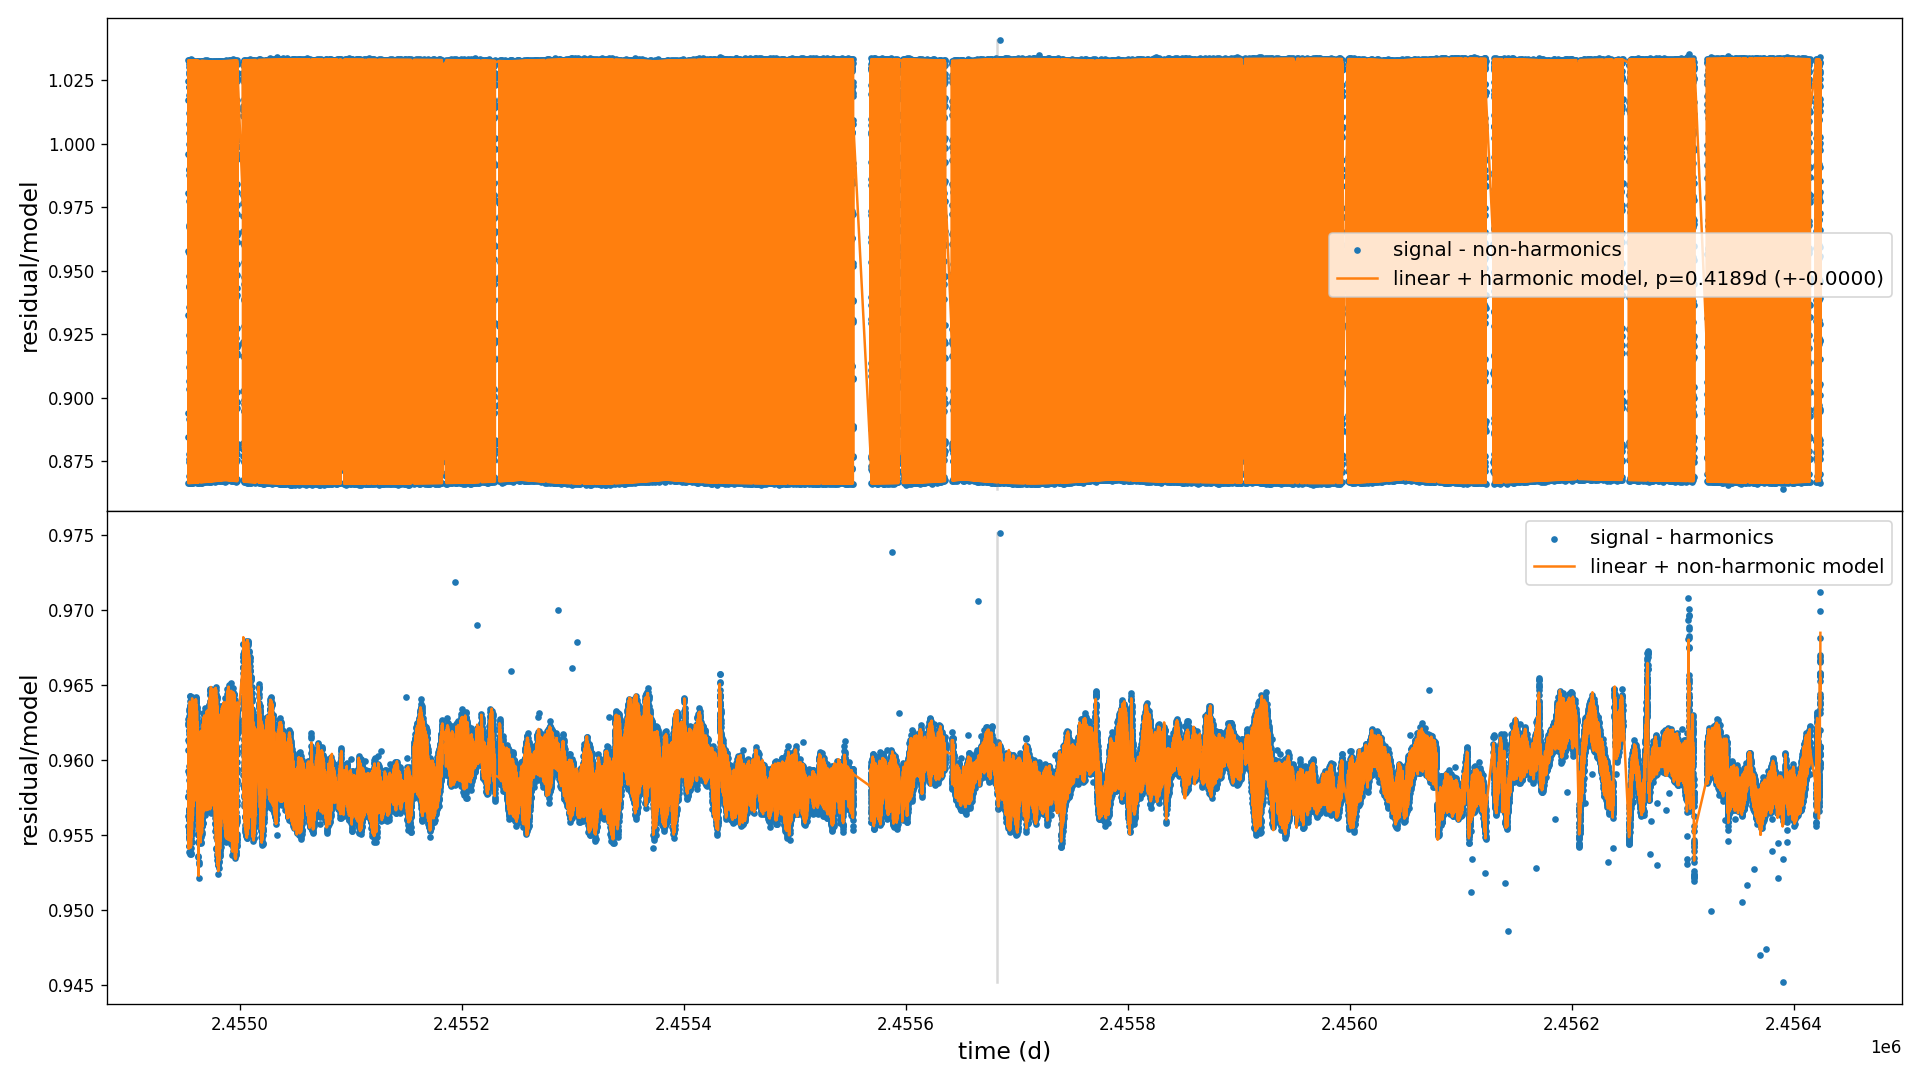 residual/model
1.025
1.000
0.975
0.950
0.925
0.900
0.875
signal - non-harmonics
linear + harmonic model, p=0.4189d (+-0.0000)
residual/model
0.975
0.970
0.965
0.960
0.955
0.950
0.945
signal - harmonics
linear + non-harmonic model
2.4550 2.4552 2.4554 2.4556 2.4558 2.4560 2.4562 2.4564
1e6
time (d)